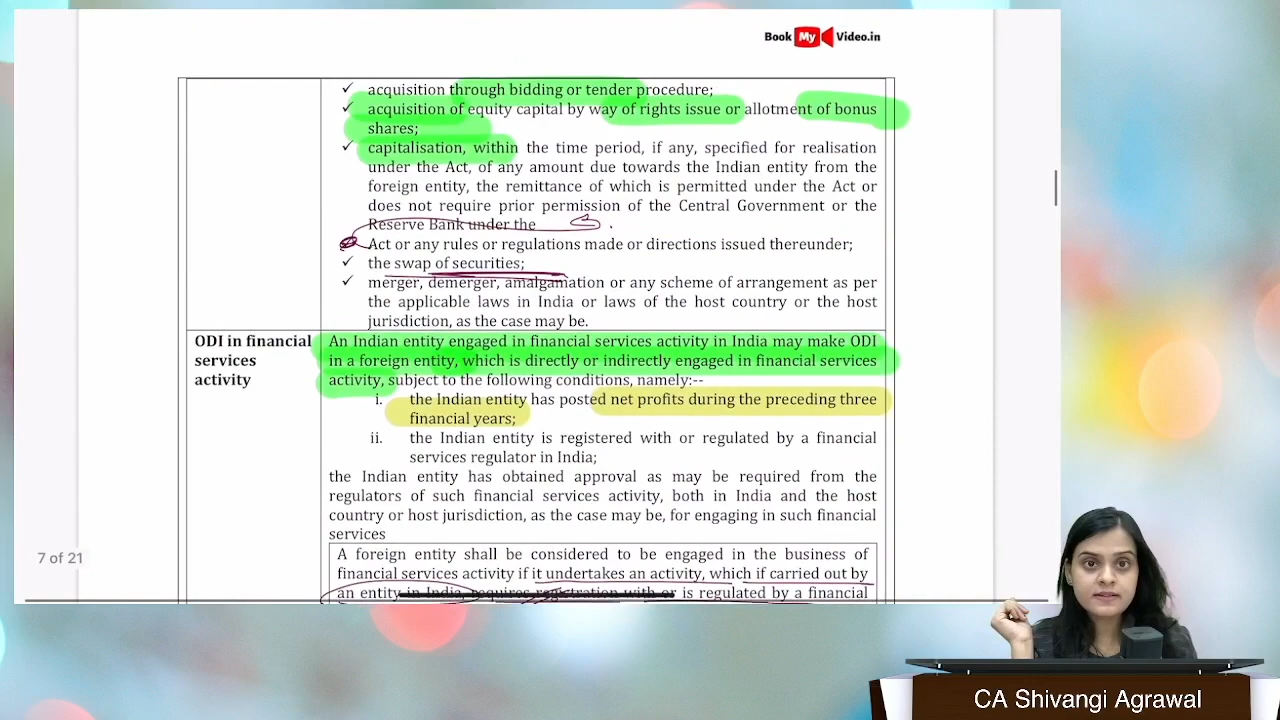 Book My Video.in
✓ acquisition through bidding or tender procedure;
✓ acquisition of equity capital by way of rights issue or allotment of bonus
shares;
✓ capitalisation, within the time period, if any, specified for realisation
under the Act, of any amount due towards the Indian entity from the
foreign entity, the remittance of which is permitted under the Act or
does not require prior permission of the Central Government or the
Reserve Bank under the
Act or any rules or regulations made or directions issued thereunder;
✓ the swap of securities;
✓ merger, demerger, amalgamation or any scheme of arrangement as per
the applicable laws in India or laws of the host country or the host
jurisdiction, as the case may be.
ODI in financial
services
activity
An Indian entity engaged in financial services activity in India may make ODI
in a foreign entity, which is directly or indirectly engaged in financial services
activity, subject to the following conditions, namely:--
i. the Indian entity has posted net profits during the preceding three
financial years;
ii. the Indian entity is registered with or regulated by a financial
services regulator in India;
the Indian entity has obtained approval as may be required from the
regulators of such financial services activity, both in India and the host
country or host jurisdiction, as the case may be, for engaging in such financial
services
A foreign entity shall be considered to be engaged in the business of
financial services activity if it undertakes an activity, which if carried out by
an entity in India, requires registration with or is regulated by a financial
7 of 21
CA Shivangi Agrawal